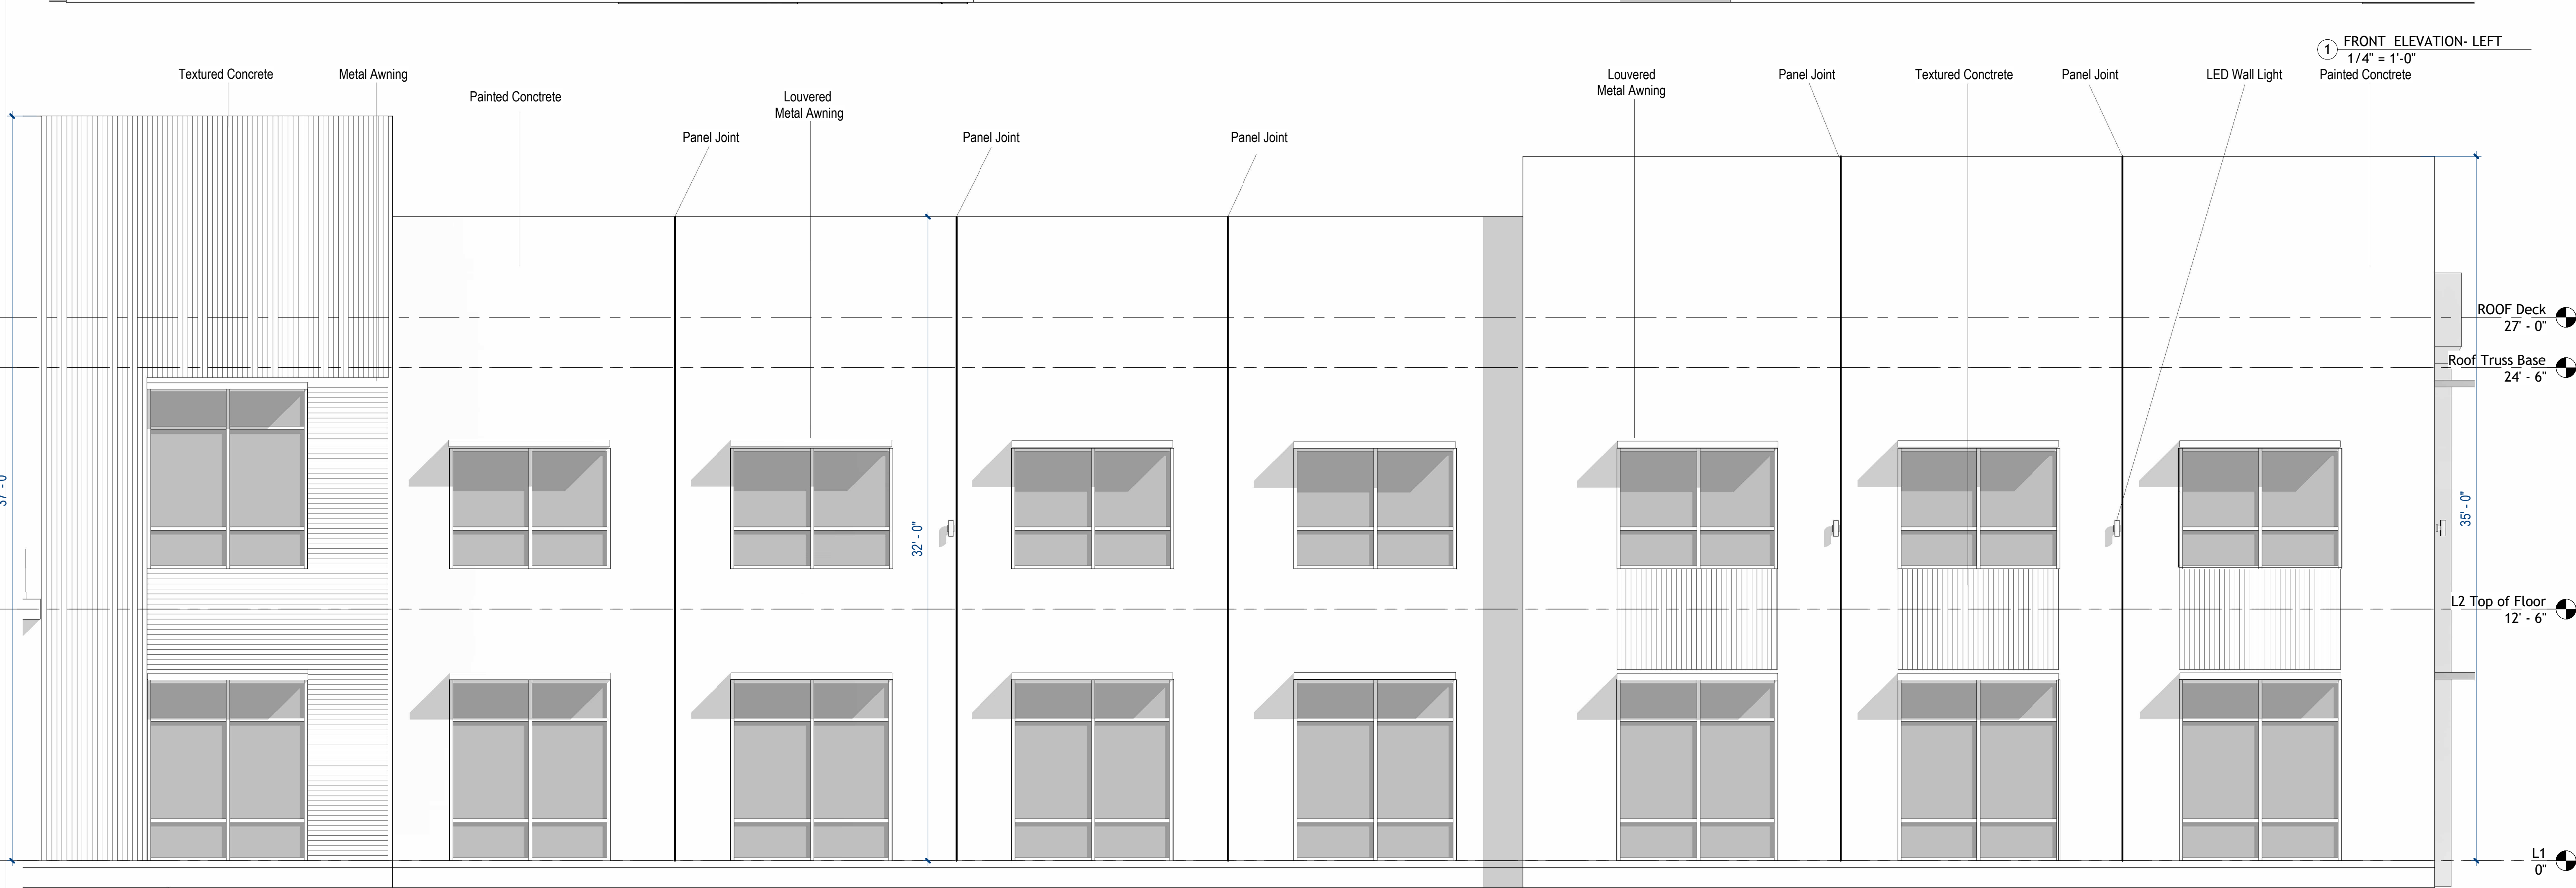 1 FRONT ELEVATION- LEFT
1/4" = 1'-0"
Textured Concrete
Metal Awning
Painted Concrete
Louvered
Metal Awning
Panel Joint
Panel Joint
Panel Joint
Louvered
Metal Awning
Panel Joint
Textured Concrete
Panel Joint
LED Wall Light
Painted Concrete
ROOF Deck
27' - 0"
Roof Truss Base
24' - 6"
32' - 0"
35' - 0"
L2 Top of Floor
12' - 6"
L1
0"